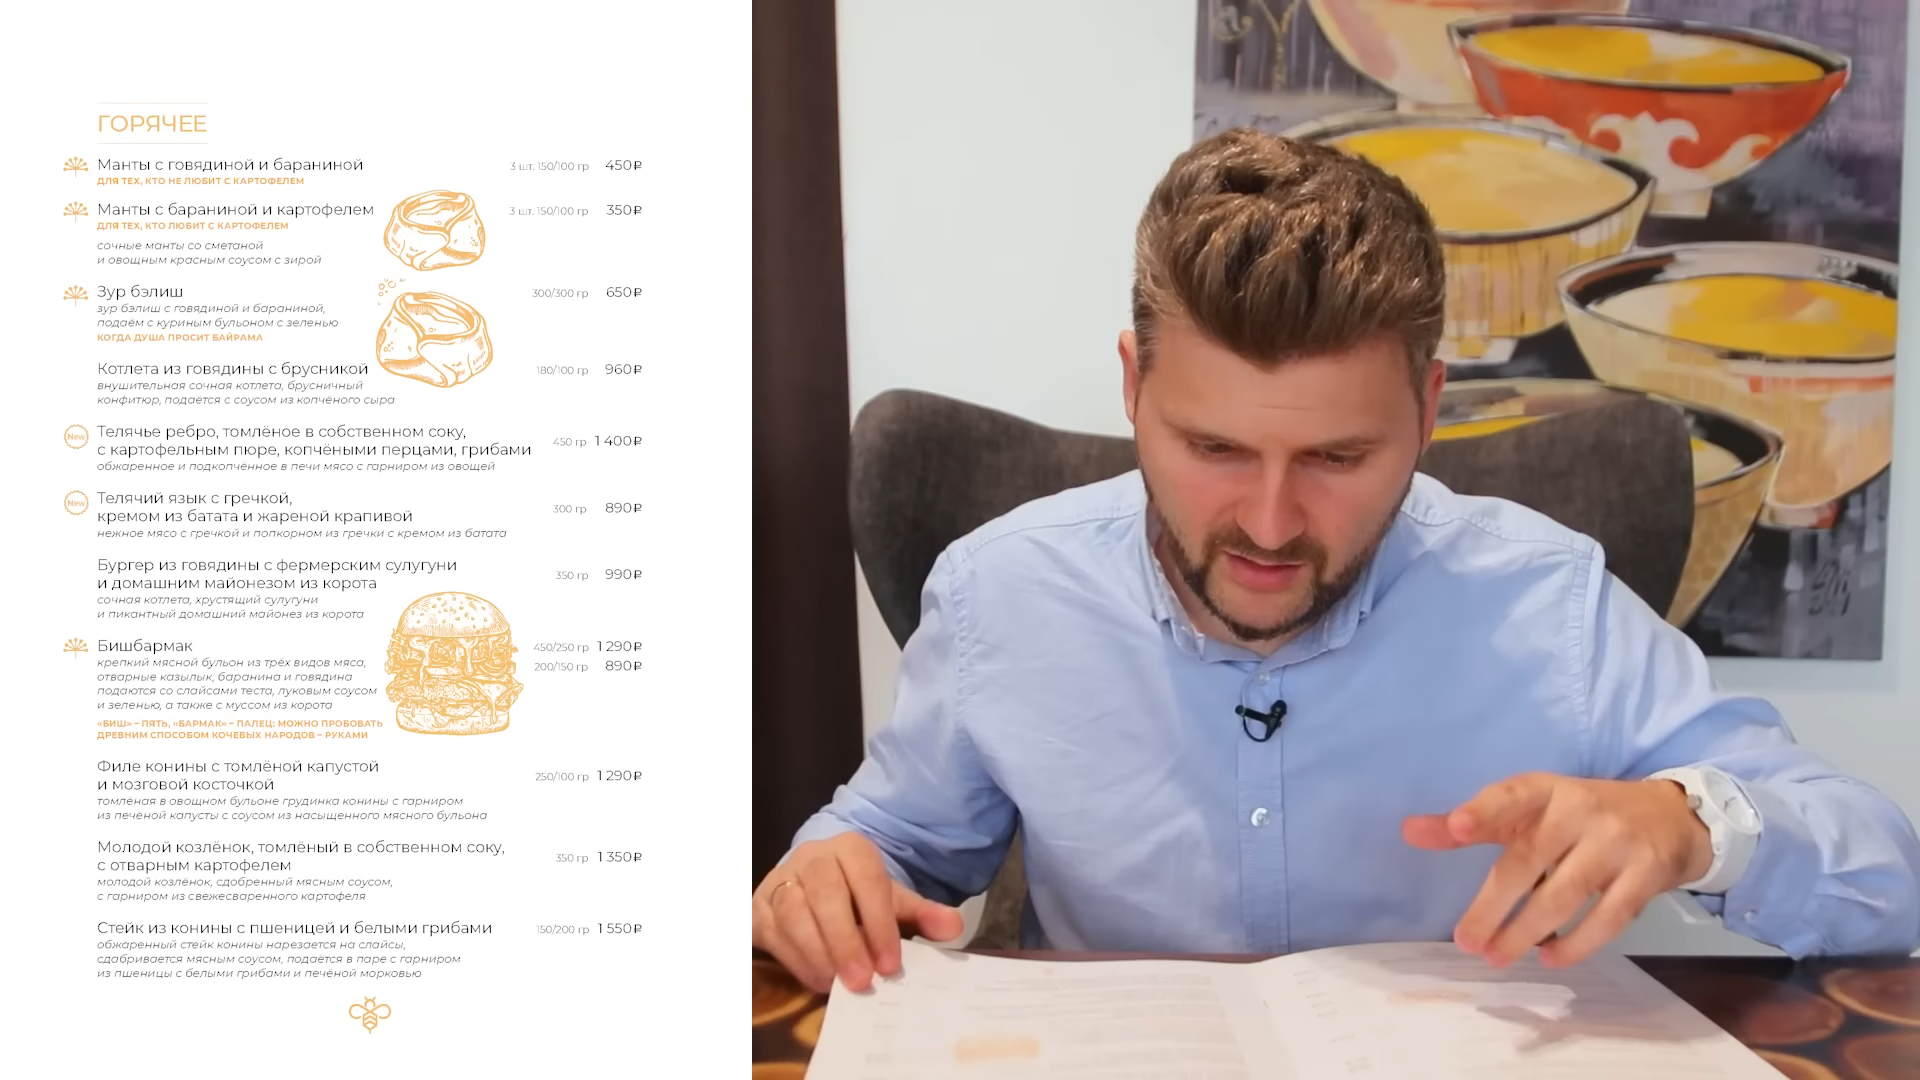 ГОРЯЧЕЕ
Манты с говядиной и бараниной 3 шт. 150/100 гр 450₽
ДЛЯ ТЕХ, КТО НЕ ЛЮБИТ С КАРТОФЕЛЕМ
Манты с бараниной и картофелем 3 шт. 150/100 гр 350₽
ДЛЯ ТЕХ, КТО ЛЮБИТ С КАРТОФЕЛЕМ
сочные манты со сметаной
и овощным красным соусом с зирой
Зур бэлиш 300/300 гр 650₽
зур бэлиш с говядиной и бараниной,
подаём с куриным бульоном с зеленью
КОГДА ДУША ПРОСИТ БАЙРАМА
Котлета из говядины с брусникой 180/100 гр 960₽
внушительная сочная котлета, брусничный
конфитюр, подаётся с соусом из копчёного сыра
New
Телячье ребро, томлёное в собственном соку,
с картофельным пюре, копчёными перцами, грибами 450 гр 1 400₽
обжаренное и подкопчённое в печи мясо с гарниром из овощей
New
Телячий язык с гречкой,
кремом из батата и жареной крапивой 300 гр 890₽
нежное мясо с гречкой и попкорном из гречки с кремом из батата
Бургер из говядины с фермерским сулугуни
и домашним майонезом из корота 350 гр 990₽
сочная котлета, хрустящий сулугуни
и пикантный домашний майонез из корота
Бишбармак 450/250 гр 1 290₽
200/150 гр 890₽
крепкий мясной бульон из трёх видов мяса,
отварные казылык, баранина и говядина
подаются со слайсами теста, луковым соусом
и зеленью, а также с муссом из корота
«БИШ» – ПЯТЬ, «БАРМАК» – ПАЛЕЦ: МОЖНО ПРОБОВАТЬ
ДРЕВНИМ СПОСОБОМ КОЧЕВЫХ НАРОДОВ – РУКАМИ
Филе конины с томлёной капустой
и мозговой косточкой 250/100 гр 1 290₽
томлёная в овощном бульоне грудинка конины с гарниром
из печёной капусты с соусом из насыщенного мясного бульона
Молодой козлёнок, томлёный в собственном соку,
с отварным картофелем 350 гр 1 350₽
молодой козлёнок, сдобренный мясным соусом,
с гарниром из свежесваренного картофеля
Стейк из конины с пшеницей и белыми грибами 150/200 гр 1 550₽
обжаренный стейк конины нарезается на слайсы,
сдабривается мясным соусом, подаётся в паре с гарниром
из пшеницы с белыми грибами и печёной морковью